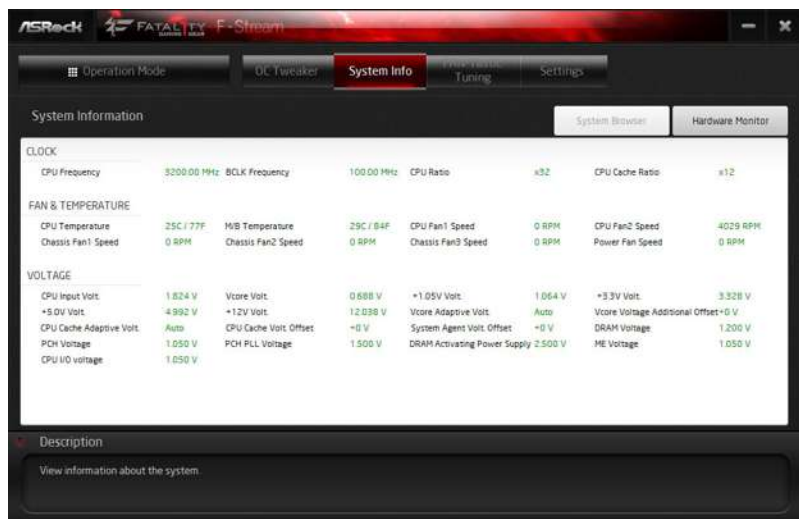 ASRock FATAL1TY GAMING GEAR F-Stream
Operation Mode OC Tweaker System Info FAN-Tastic Tuning Settings
System Information System Browser Hardware Monitor
CLOCK
CPU Frequency 3200.00 MHz BCLK Frequency 100.00 MHz CPU Ratio x32 CPU Cache Ratio x12
FAN & TEMPERATURE
CPU Temperature 25C / 77F M/B Temperature 29C / 84F CPU Fan1 Speed 0 RPM CPU Fan2 Speed 4029 RPM
Chassis Fan1 Speed 0 RPM Chassis Fan2 Speed 0 RPM Chassis Fan3 Speed 0 RPM Power Fan Speed 0 RPM
VOLTAGE
CPU Input Volt. 1.824 V Vcore Volt. 0.688 V +1.05V Volt. 1.064 V +3.3V Volt. 3.328 V
+5.0V Volt. 4.992 V +12V Volt. 12.038 V Vcore Adaptive Volt. Auto Vcore Voltage Additional Offset +0 V
CPU Cache Adaptive Volt. Auto CPU Cache Volt. Offset +0 V System Agent Volt. Offset +0 V DRAM Voltage 1.200 V
PCH Voltage 1.050 V PCH PLL Voltage 1.500 V DRAM Activating Power Supply 2.500 V ME Voltage 1.050 V
CPU I/O voltage 1.050 V
Description
View information about the system.